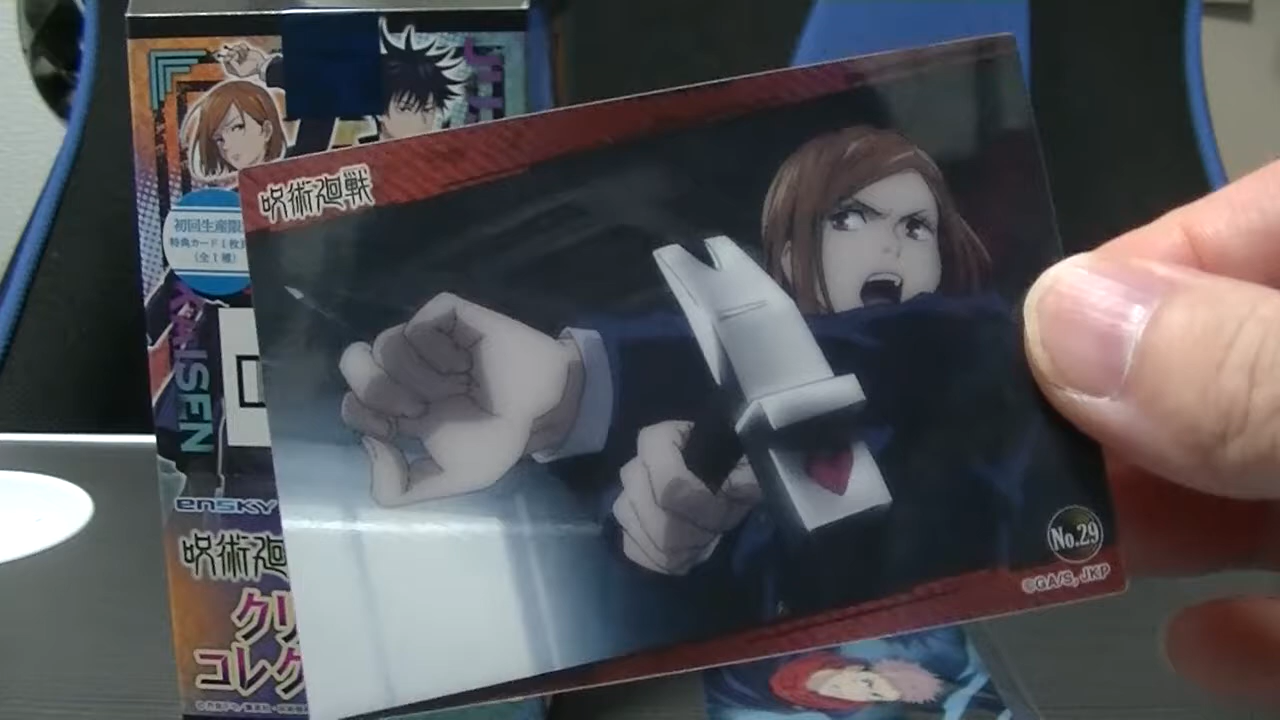 JU
初回生産限
特典カード1枚
(全1種)
KAISEN
ensky
呪術廻
クリ
コレク
呪術廻戦
No.29
©GA/S, JKP